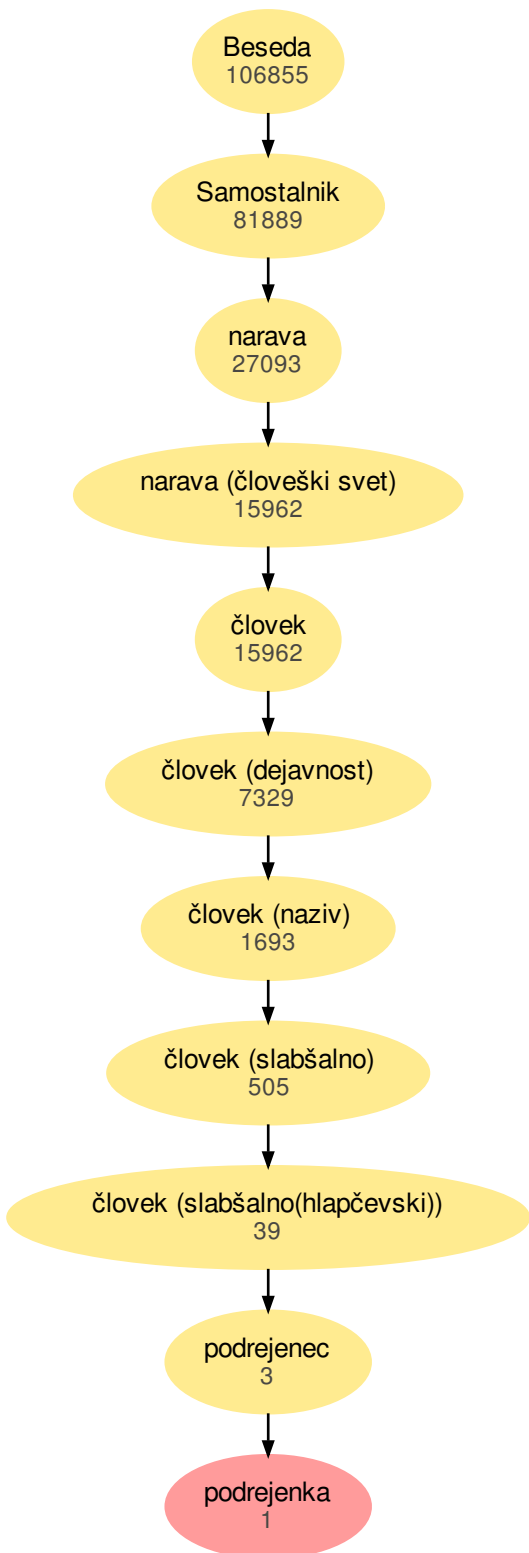 Beseda
106855
Samostalnik
81889
narava
27093
narava (človeški svet)
15962
človek
15962
človek (dejavnost)
7329
človek (naziv)
1693
človek (slabšalno)
505
človek (slabšalno(hlapčevski))
39
podrejenec
3
podrejenka
1